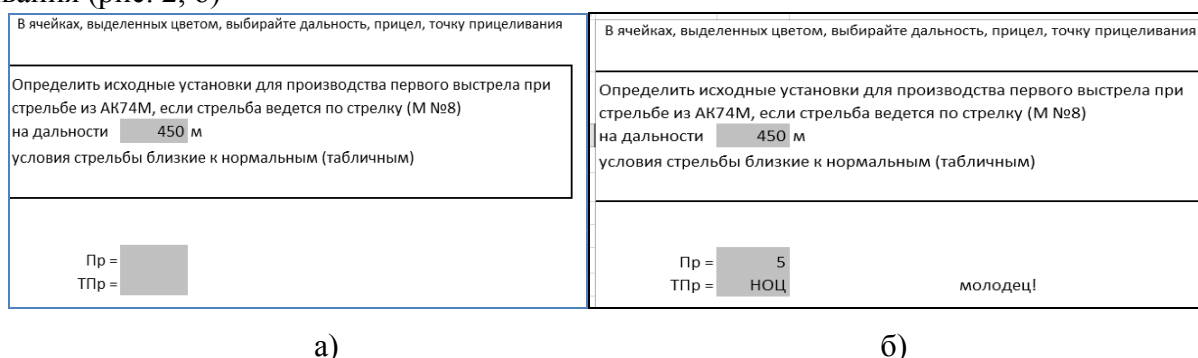 вания (рис. 2, б)
В ячейках, выделенных цветом, выбирайте дальность, прицел, точку прицеливания
Определить исходные установки для производства первого выстрела при
стрельбе из АК74М, если стрельба ведется по стрелку (М №8)
на дальности 450 м
условия стрельбы близкие к нормальным (табличным)
Пр =
ТПр =
В ячейках, выделенных цветом, выбирайте дальность, прицел, точку прицеливания
Определить исходные установки для производства первого выстрела при
стрельбе из АК74М, если стрельба ведется по стрелку (М №8)
на дальности 450 м
условия стрельбы близкие к нормальным (табличным)
Пр = 5
ТПр = НОЦ молодец!
а) б)